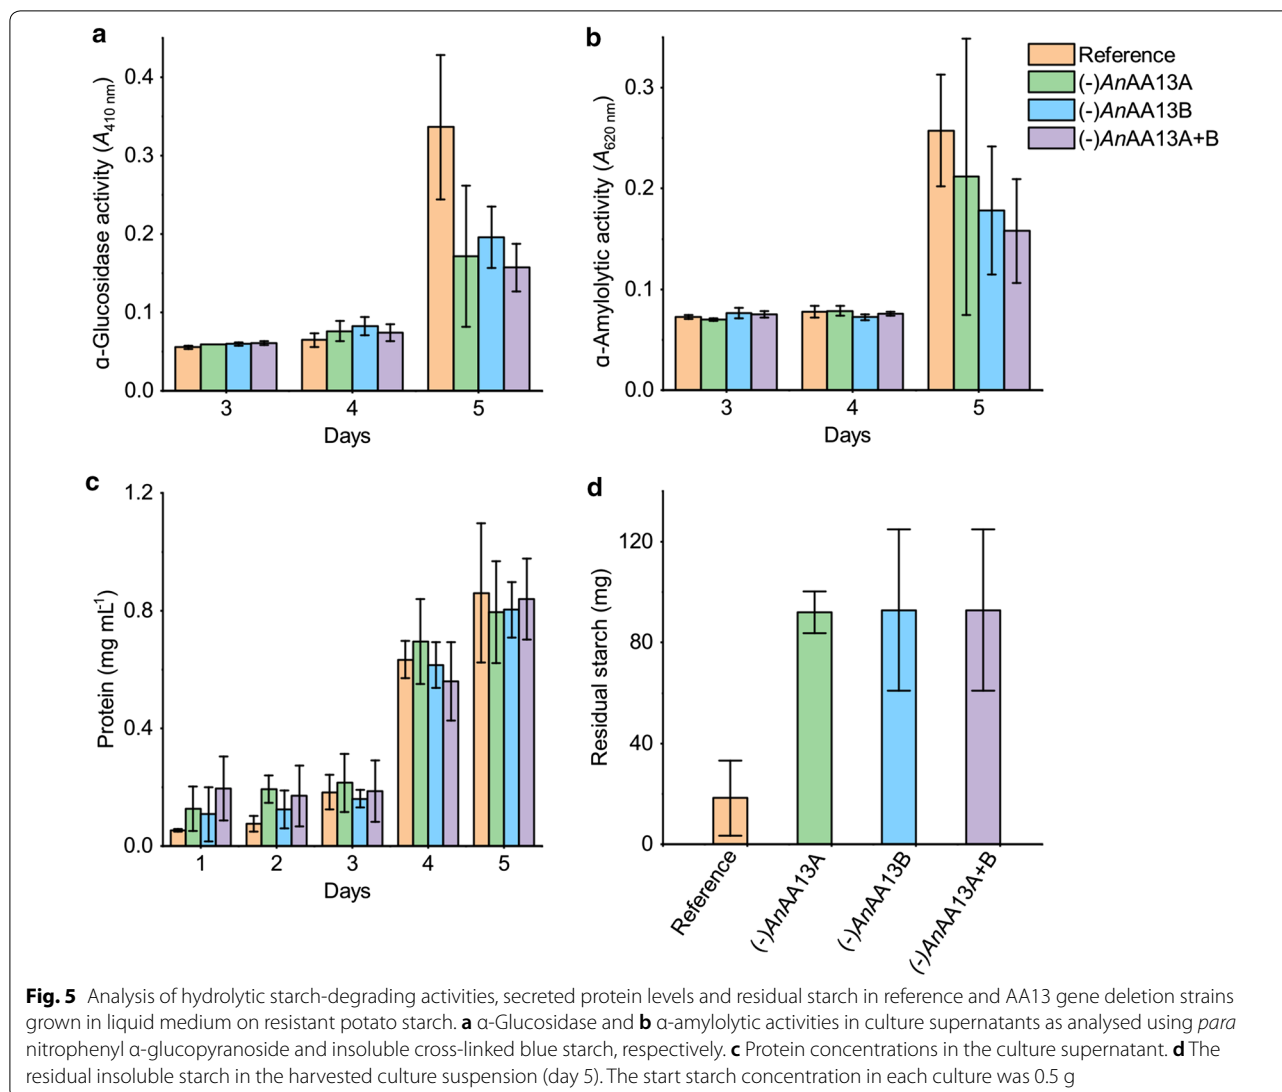 a
α-Glucosidase activity (A410 nm)
0.4
0.3
0.2
0.1
0.0
3 4 5
Days
b
α-Amylolytic activity (A620 nm)
0.3
0.2
0.1
0.0
3 4 5
Days
Reference
(-)AnAA13A
(-)AnAA13B
(-)AnAA13A+B
c
Protein (mg mL-1)
1.2
0.8
0.4
0.0
1 2 3 4 5
Days
d
Residual starch (mg)
120
80
40
0
Reference
(-)AnAA13A
(-)AnAA13B
(-)AnAA13A+B
Fig. 5 Analysis of hydrolytic starch-degrading activities, secreted protein levels and residual starch in reference and AA13 gene deletion strains
grown in liquid medium on resistant potato starch. a α-Glucosidase and b α-amylolytic activities in culture supernatants as analysed using para
nitrophenyl α-glucopyranoside and insoluble cross-linked blue starch, respectively. c Protein concentrations in the culture supernatant. d The
residual insoluble starch in the harvested culture suspension (day 5). The start starch concentration in each culture was 0.5 g